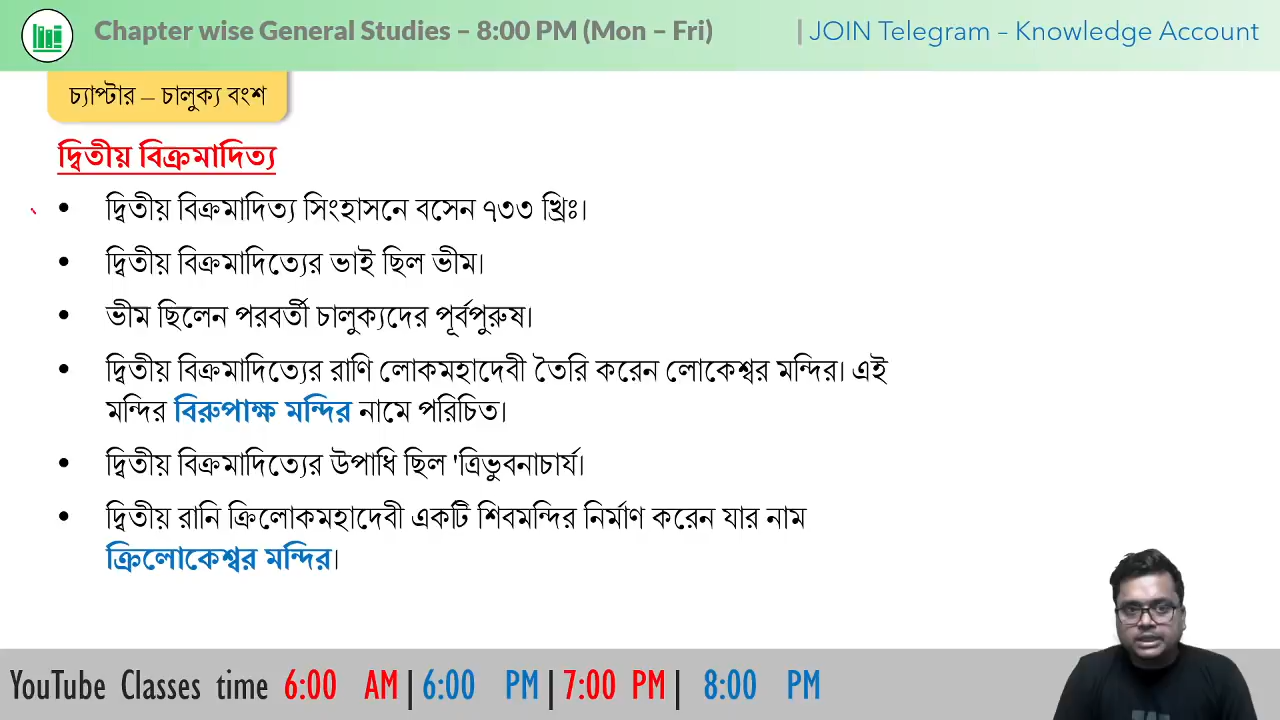 Chapter wise General Studies – 8:00 PM (Mon – Fri)
| JOIN Telegram – Knowledge Account
চ্যাপ্টার – চালুক্য বংশ
দ্বিতীয় বিক্রমাদিত্য
• দ্বিতীয় বিক্রমাদিত্য সিংহাসনে বসেন ৭৩৩ খ্রিঃ।
• দ্বিতীয় বিক্রমাদিত্যের ভাই ছিল ভীম।
• ভীম ছিলেন পরবর্তী চালুক্যদের পূর্বপুরুষ।
• দ্বিতীয় বিক্রমাদিত্যের রাণি লোকমহাদেবী তৈরি করেন লোকেশ্বর মন্দির। এই
মন্দির বিরুপাক্ষ মন্দির নামে পরিচিত।
• দ্বিতীয় বিক্রমাদিত্যের উপাধি ছিল 'ত্রিভুবনাচার্য।
• দ্বিতীয় রানি ক্রিলোকমহাদেবী একটি শিবমন্দির নির্মাণ করেন যার নাম
ক্রিলোকেশ্বর মন্দির।
YouTube Classes time 6:00 AM | 6:00 PM | 7:00 PM | 8:00 PM